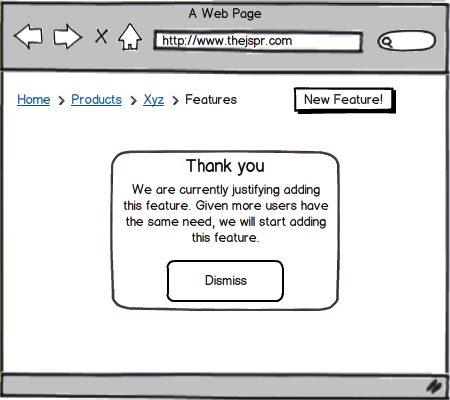 A Web Page
http://www.thejspr.com
Home Products Xyz Features New Feature!
Thank you
We are currently justifying adding
this feature. Given more users have
the same need, we will start adding
this feature.
Dismiss